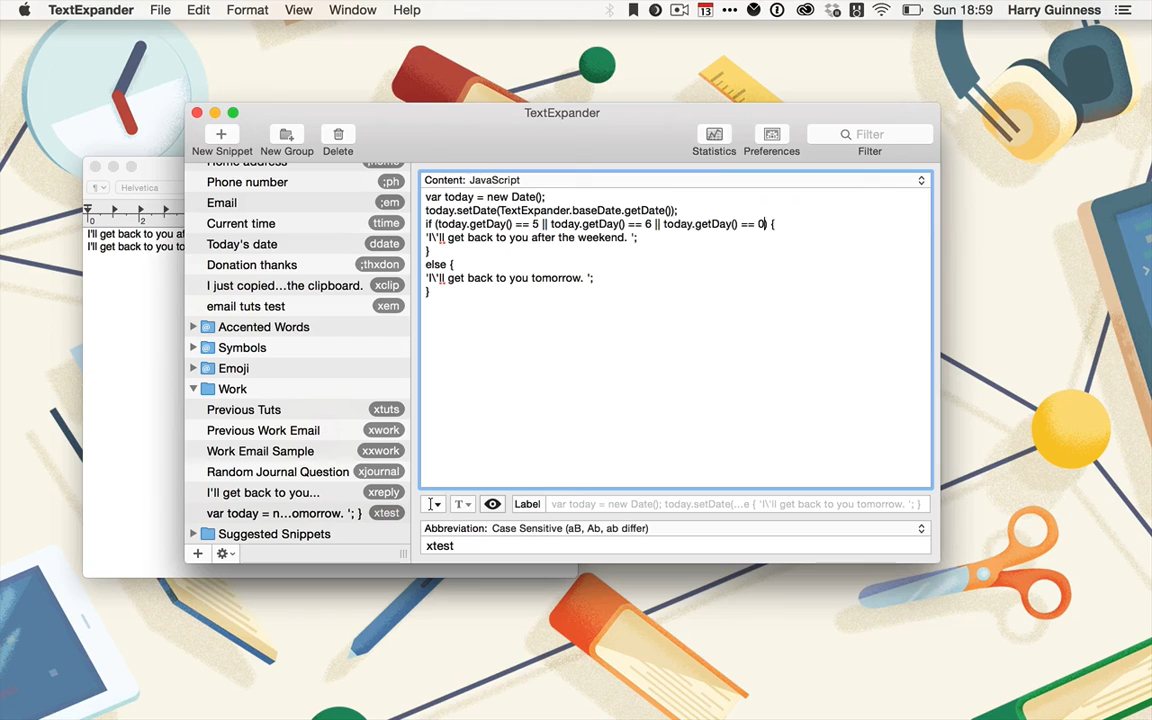 TextExpander File Edit Format View Window Help 13 Sun 18:59 Harry Guinness
TextExpander
New Snippet New Group Delete Statistics Preferences Filter
Filter
Helvetica
0 2
I'll get back to you af
I'll get back to you to
Home address ;home
Phone number ;ph
Email ;em
Current time ttime
Today's date ddate
Donation thanks ;thxdon
I just copied...the clipboard. xclip
email tuts test xem
Accented Words
Symbols
Emoji
Work
Previous Tuts xtuts
Previous Work Email xwork
Work Email Sample xxwork
Random Journal Question xjournal
I'll get back to you... xreply
var today = n...omorrow. '; } xtest
Suggested Snippets
Content: JavaScript
var today = new Date();
today.setDate(TextExpander.baseDate.getDate());
if (today.getDay() == 5 || today.getDay() == 6 || today.getDay() == 0) {
'I\'ll get back to you after the weekend. ';
}
else {
'I\'ll get back to you tomorrow. ';
}
T Label var today = new Date(); today.setDate(...e { 'I\'ll get back to you tomorrow. '; }
Abbreviation: Case Sensitive (aB, Ab, ab differ)
xtest